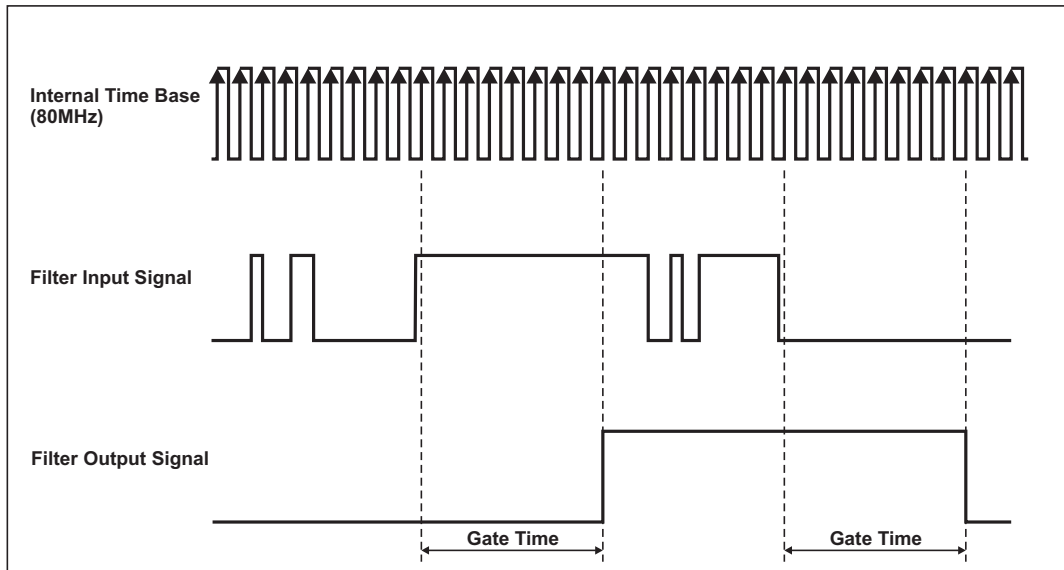 Internal Time Base
(80MHz)
Filter Input Signal
Filter Output Signal
Gate Time
Gate Time